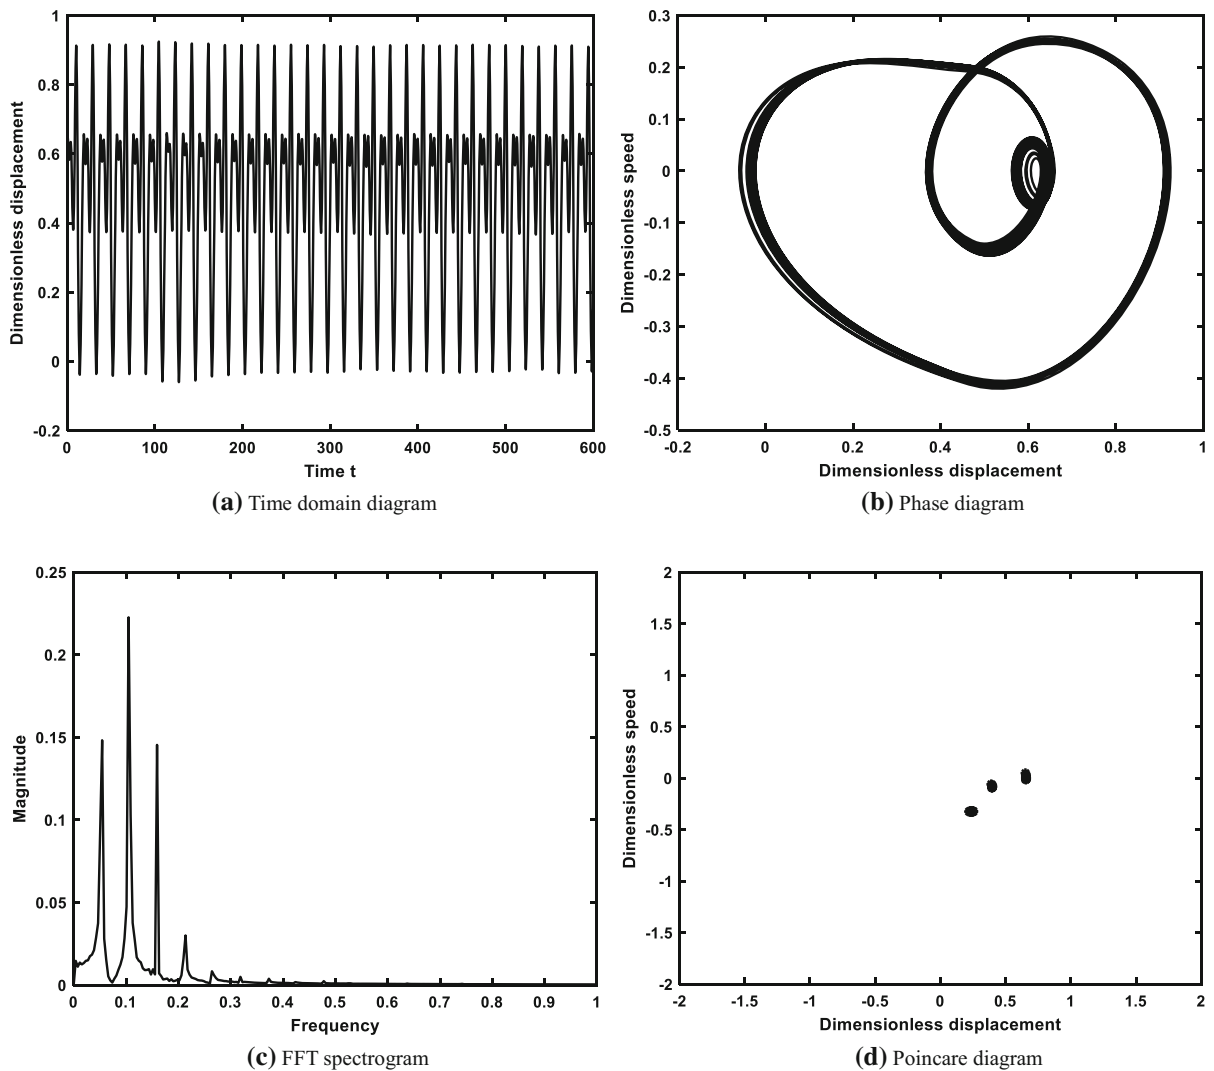 1
0.8
0.6
0.4
0.2
0
-0.2
Dimensionless displacement
0 100 200 300 400 500 600
Time t
(a) Time domain diagram
0.3
0.2
0.1
0
-0.1
-0.2
-0.3
-0.4
-0.5
Dimensionless speed
-0.2 0 0.2 0.4 0.6 0.8 1
Dimensionless displacement
(b) Phase diagram
0.25
0.2
0.15
0.1
0.05
0
Magnitude
0 0.1 0.2 0.3 0.4 0.5 0.6 0.7 0.8 0.9 1
Frequency
(c) FFT spectrogram
2
1.5
1
0.5
0
-0.5
-1
-1.5
-2
Dimensionless speed
-2 -1.5 -1 -0.5 0 0.5 1 1.5 2
Dimensionless displacement
(d) Poincare diagram